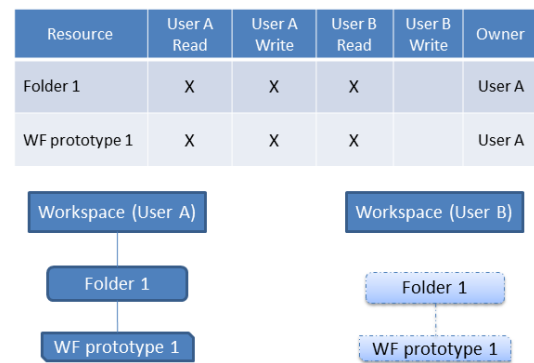 Resource User A Read User A Write User B Read User B Write Owner
Folder 1 X X X User A
WF prototype 1 X X X User A
Workspace (User A) Workspace (User B)
Folder 1 Folder 1
WF prototype 1 WF prototype 1